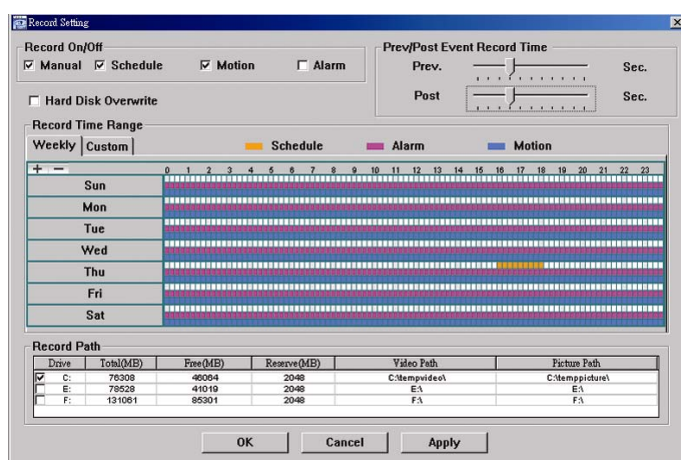 Record Setting
Record On/Off
Manual Schedule Motion Alarm
Prev/Post Event Record Time
Prev. Sec.
Post Sec.
Hard Disk Overwrite
Record Time Range
Weekly Custom Schedule Alarm Motion
+ - 0 1 2 3 4 5 6 7 8 9 10 11 12 13 14 15 16 17 18 19 20 21 22 23
Sun
Mon
Tue
Wed
Thu
Fri
Sat
Record Path
Drive Total(MB) Free(MB) Reserve(MB) Video Path Picture Path
C: 76308 46064 2048 C:\tempvideo\ C:\temppicture\
E: 78528 41019 2048 E:\ E:\
F: 131061 85301 2048 F:\ F:\
OK Cancel Apply